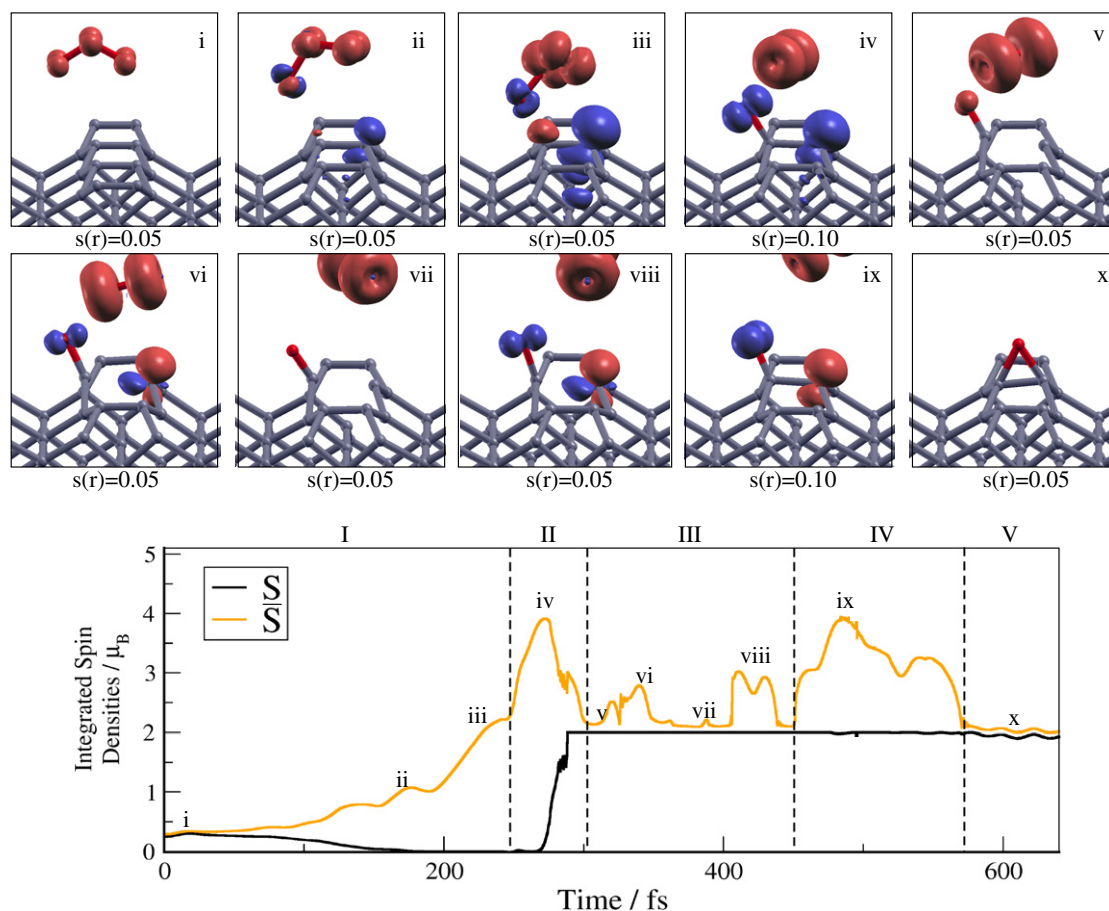 i ii iii iv v
s(r)=0.05 s(r)=0.05 s(r)=0.05 s(r)=0.10 s(r)=0.05
vi vii viii ix x
s(r)=0.05 s(r)=0.05 s(r)=0.05 s(r)=0.10 s(r)=0.05
I II III IV V
Integrated Spin
Densities / μB
5
4
3
2
1
0
S
S̅
i
ii
iii
iv
v
vi
vii
viii
ix
x
0 200 400 600
Time / fs